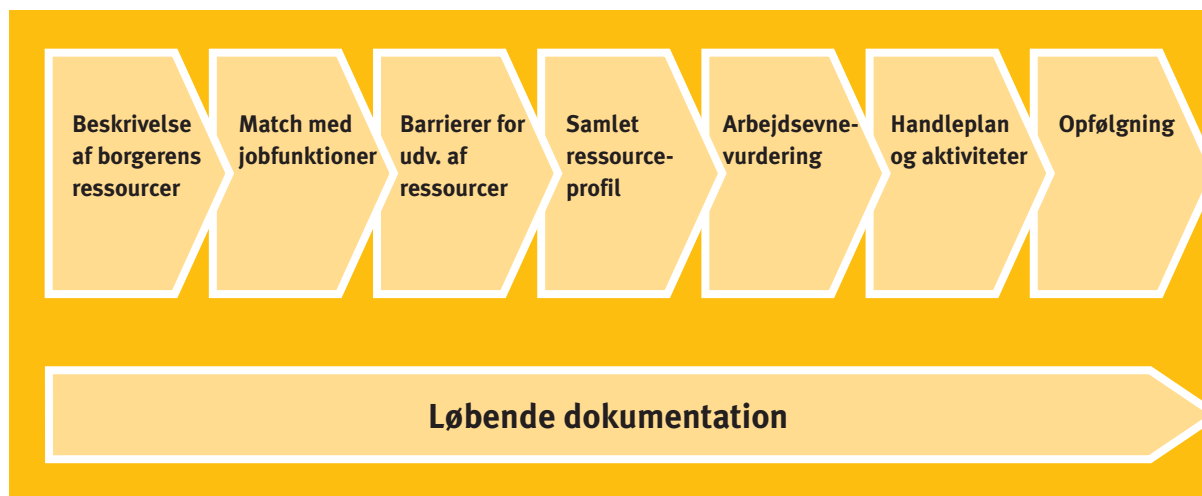 Beskrivelse
af borgerens
ressourcer
Match med
jobfunktioner
Barrierer for
udv. af
ressourcer
Samlet
ressource-
profil
Arbejdsevne-
vurdering
Handleplan
og aktiviteter
Opfølgning
Løbende dokumentation